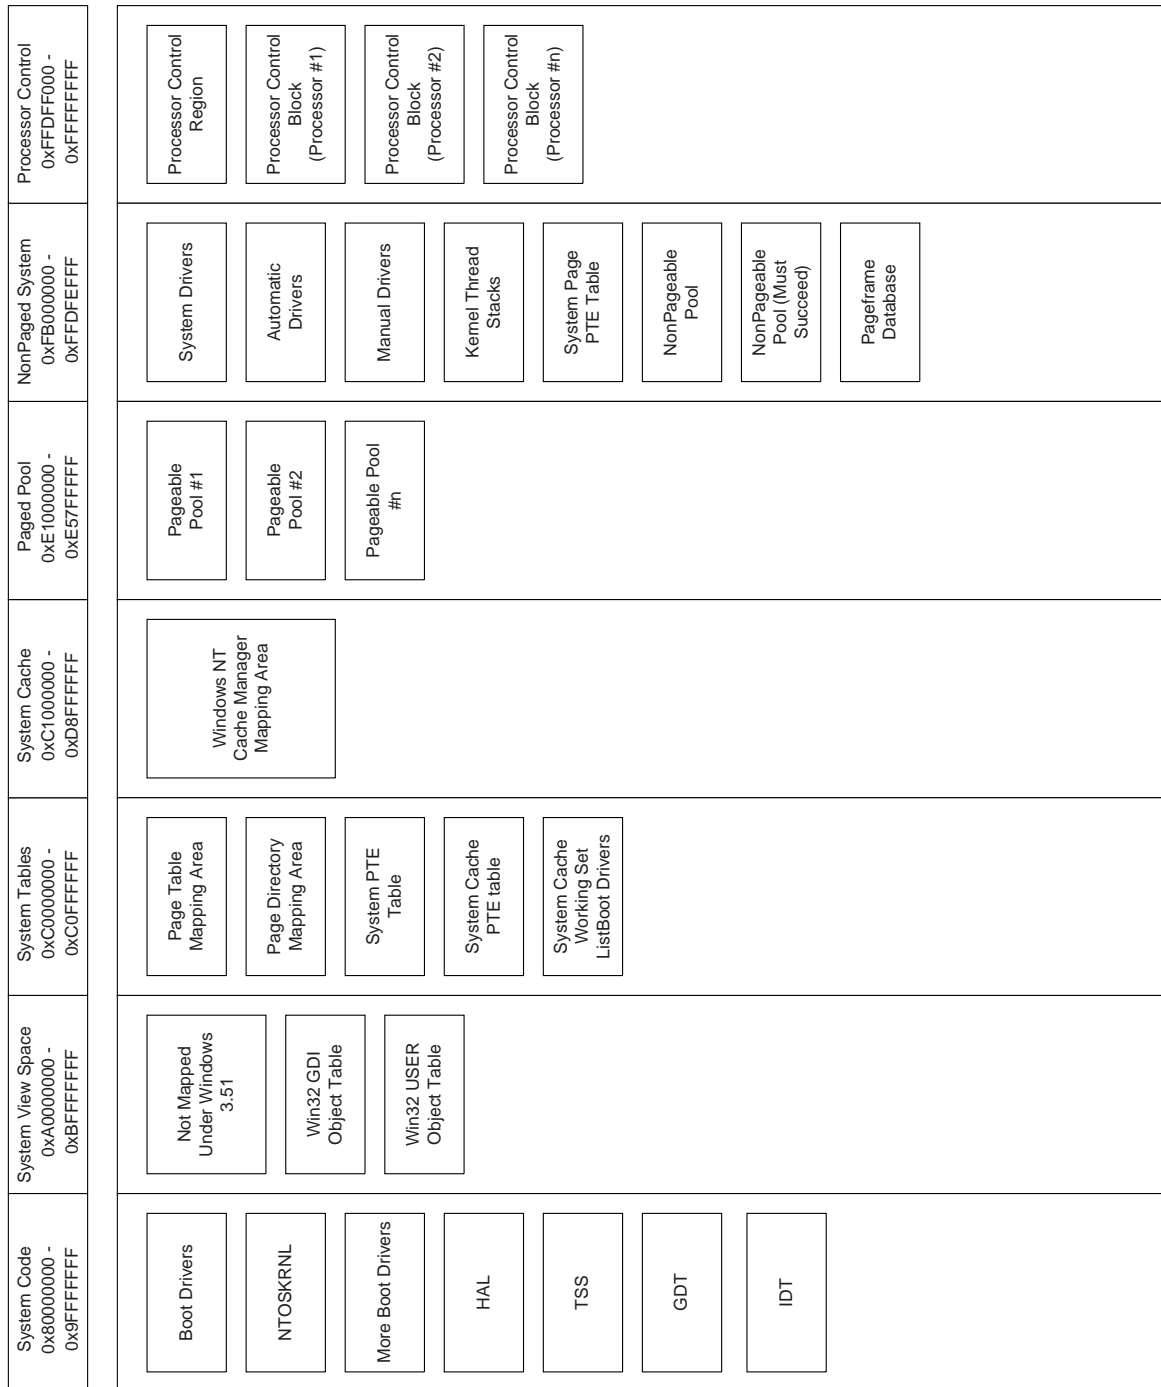 System Code
0x80000000 -
0x9FFFFFFF
System View Space
0xA0000000 -
0xBFFFFFFF
System Tables
0xC0000000 -
0xC0FFFFFF
System Cache
0xC1000000 -
0xD8FFFFFF
Paged Pool
0xE1000000 -
0xE57FFFFF
NonPaged System
0xFB000000 -
0xFFDFEFFF
Processor Control
0xFFDFF000 -
0xFFFFFFFF
Boot Drivers
NTOSKRNL
More Boot Drivers
HAL
TSS
GDT
IDT
Not Mapped
Under Windows
3.51
Win32 GDI
Object Table
Win32 USER
Object Table
Page Table
Mapping Area
Page Directory
Mapping Area
System PTE
Table
System Cache
PTE table
System Cache
Working Set
ListBoot Drivers
Windows NT
Cache Manager
Mapping Area
Pageable
Pool #1
Pageable
Pool #2
Pageable Pool
#n
System Drivers
Automatic
Drivers
Manual Drivers
Kernel Thread
Stacks
System Page
PTE Table
NonPageable
Pool
NonPageable
Pool (Must
Succeed)
Pageframe
Database
Processor Control
Region
Processor Control
Block
(Processor #1)
Processor Control
Block
(Processor #2)
Processor Control
Block
(Processor #n)